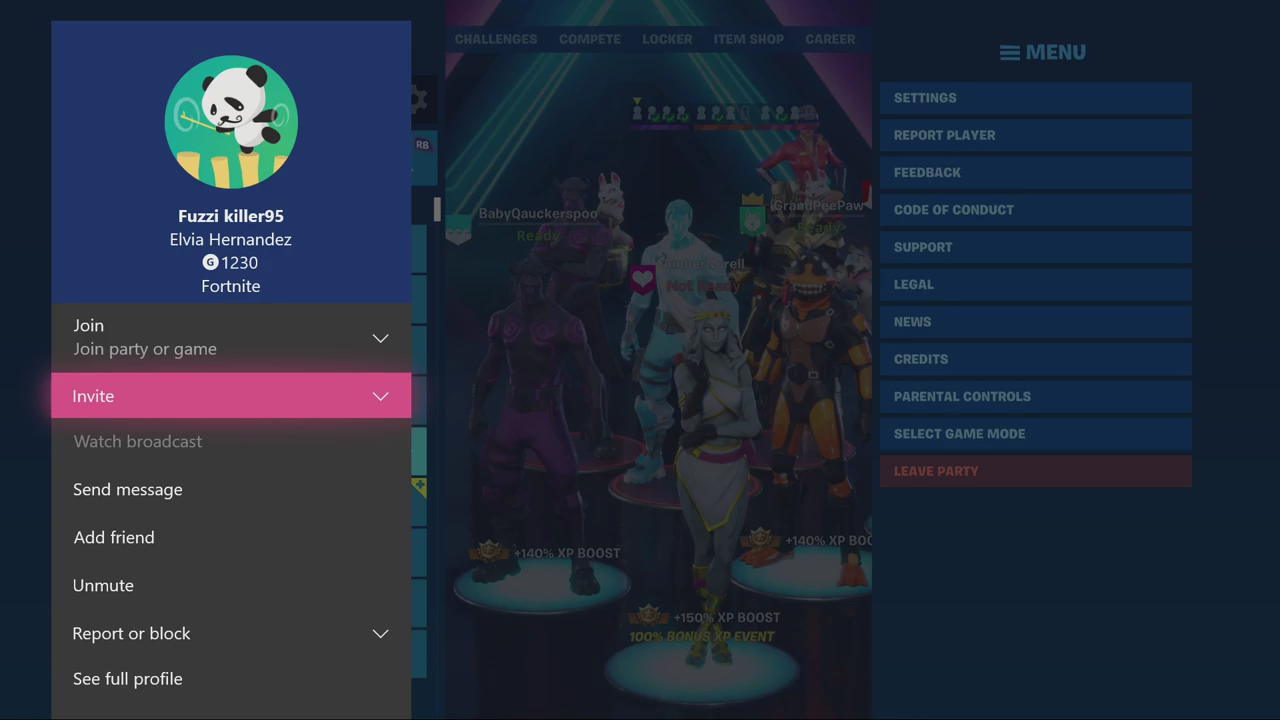 Fuzzi killer95
Elvia Hernandez
G 1230
Fortnite
Join
Join party or game
Invite
Watch broadcast
Send message
Add friend
Unmute
Report or block
See full profile
RB
CHALLENGES COMPETE LOCKER ITEM SHOP CAREER
BabyQauckerspoo
Ready
GrandPeePaw
Ready
Not Ready
+140% XP BOOST
+140% XP BOO
+150% XP BOOST
100% BONUS XP EVENT
MENU
SETTINGS
REPORT PLAYER
FEEDBACK
CODE OF CONDUCT
SUPPORT
LEGAL
NEWS
CREDITS
PARENTAL CONTROLS
SELECT GAME MODE
LEAVE PARTY